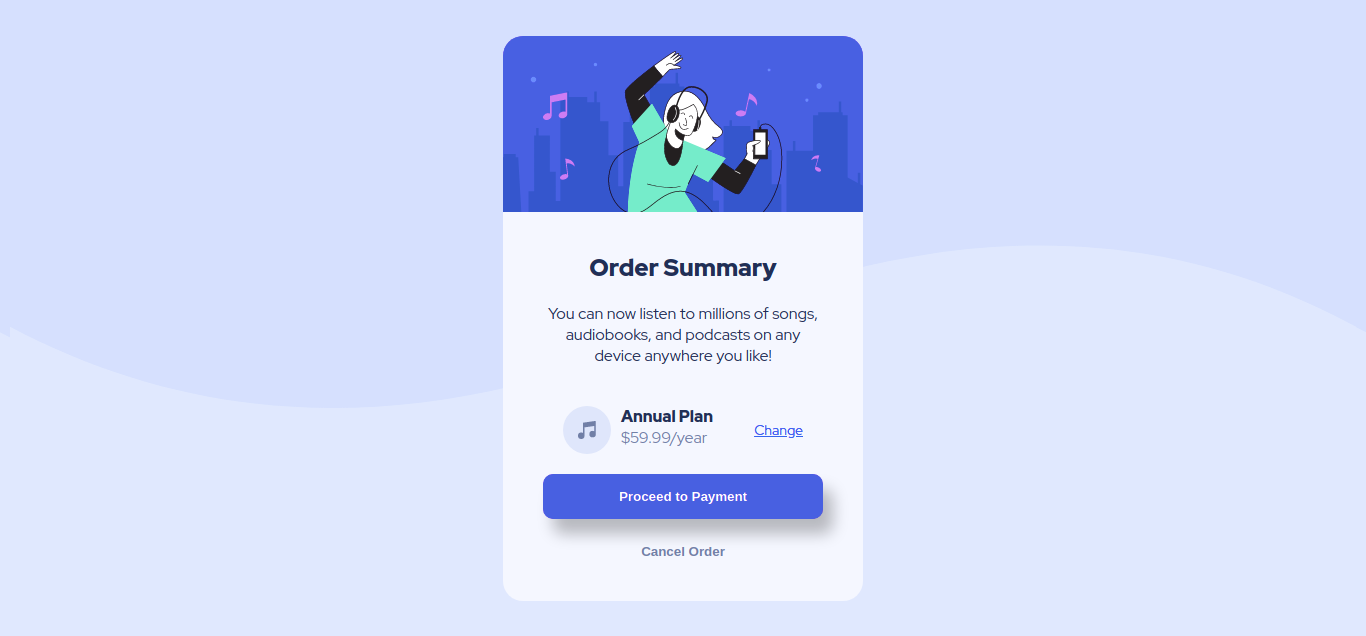 Order Summary
You can now listen to millions of songs,
audiobooks, and podcasts on any
device anywhere you like!
Annual Plan
$59.99/year
Change
Proceed to Payment
Cancel Order